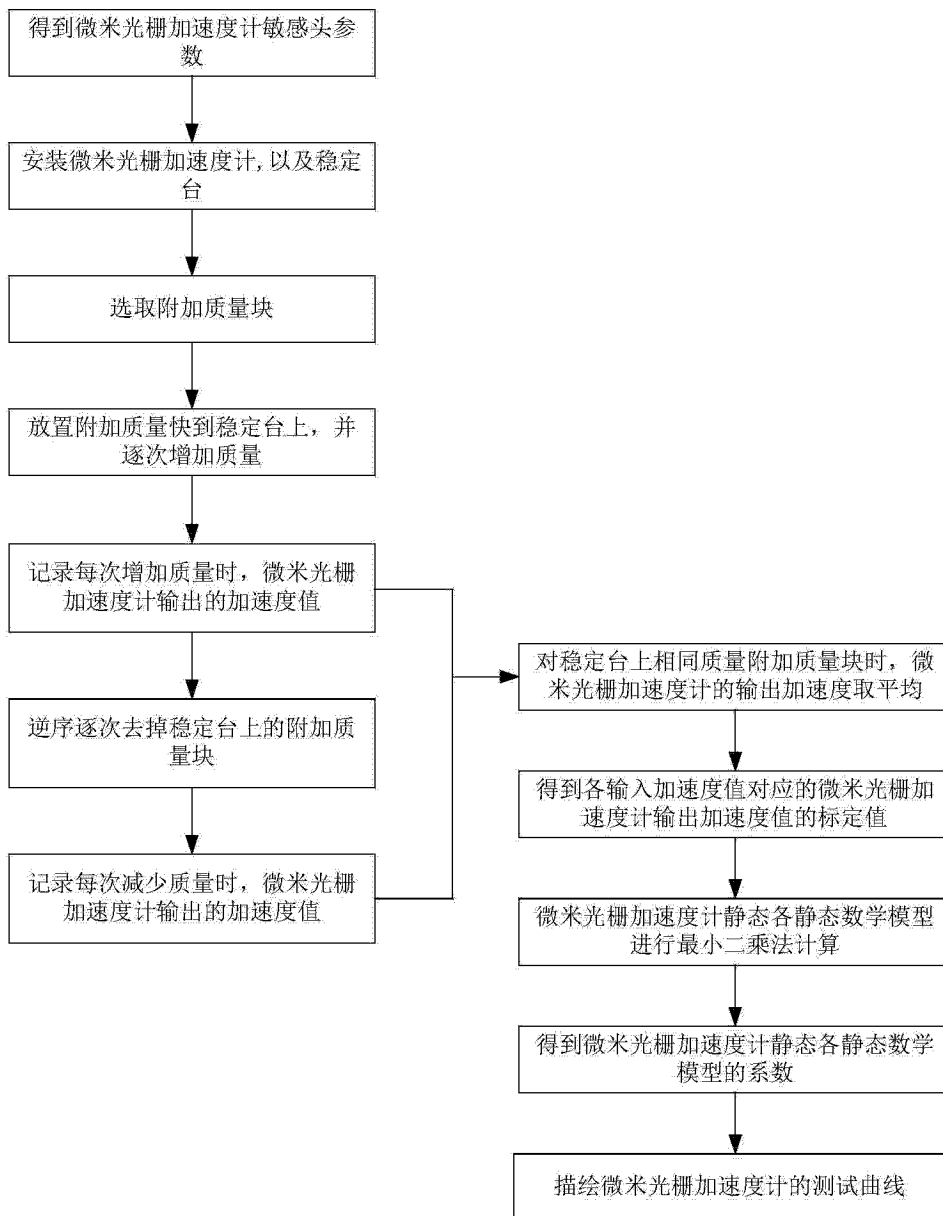 得到微米光栅加速度计敏感头参
数
安装微米光栅加速度计,以及稳定
台
选取附加质量块
放置附加质量快到稳定台上，并
逐次增加质量
记录每次增加质量时，微米光栅
加速度计输出的加速度值
逆序逐次去掉稳定台上的附加质
量块
记录每次减少质量时，微米光栅
加速度计输出的加速度值
对稳定台上相同质量附加质量块时，微
米光栅加速度计的输出加速度取平均
得到各输入加速度值对应的微米光栅加
速度计输出加速度值的标定值
微米光栅加速度计静态各静态数学模型
进行最小二乘法计算
得到微米光栅加速度计静态各静态数学
模型的系数
描绘微米光栅加速度计的测试曲线